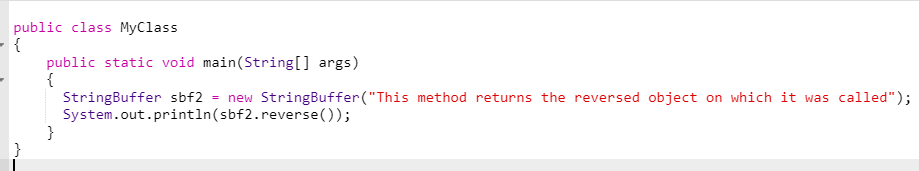 public class MyClass
{
public static void main(String[] args)
{
StringBuffer sbf2 = new StringBuffer("This method returns the reversed object on which it was called");
System.out.println(sbf2.reverse());
}
}